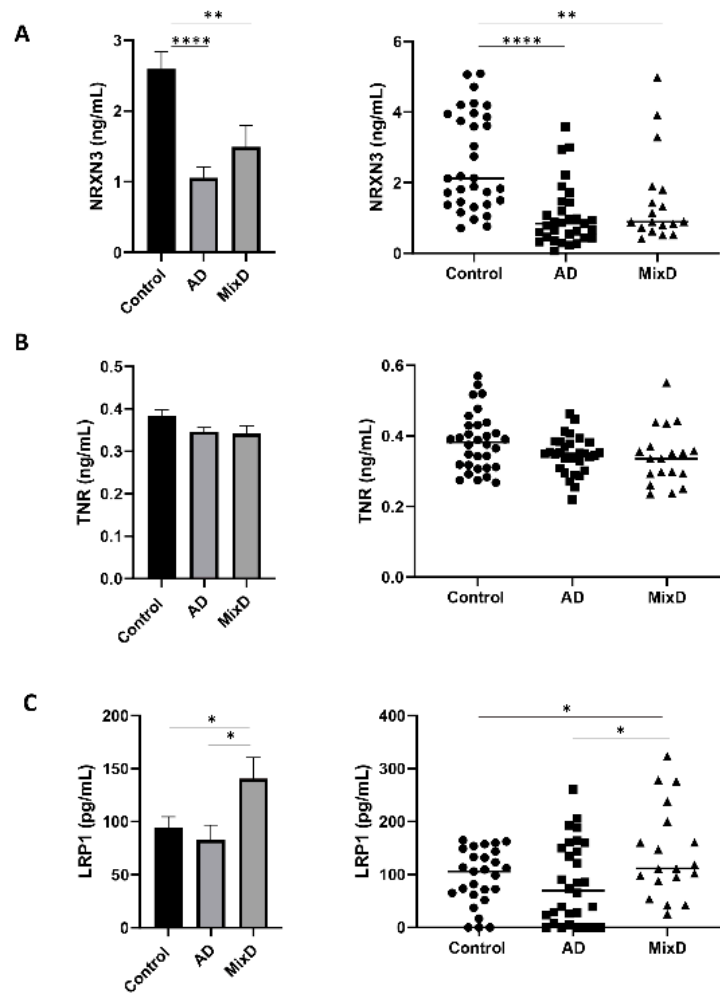 A
**
****
NRXN3 (ng/mL)
3
2
1
0
Control
AD
MixD
**
****
NRXN3 (ng/mL)
6
4
2
0
Control
AD
MixD
B
TNR (ng/mL)
0.5
0.4
0.3
0.2
0.1
0.0
Control
AD
MixD
TNR (ng/mL)
0.6
0.4
0.2
0.0
Control
AD
MixD
C
*
*
LRP1 (pg/mL)
200
150
100
50
0
Control
AD
MixD
*
*
LRP1 (pg/mL)
400
300
200
100
0
Control
AD
MixD